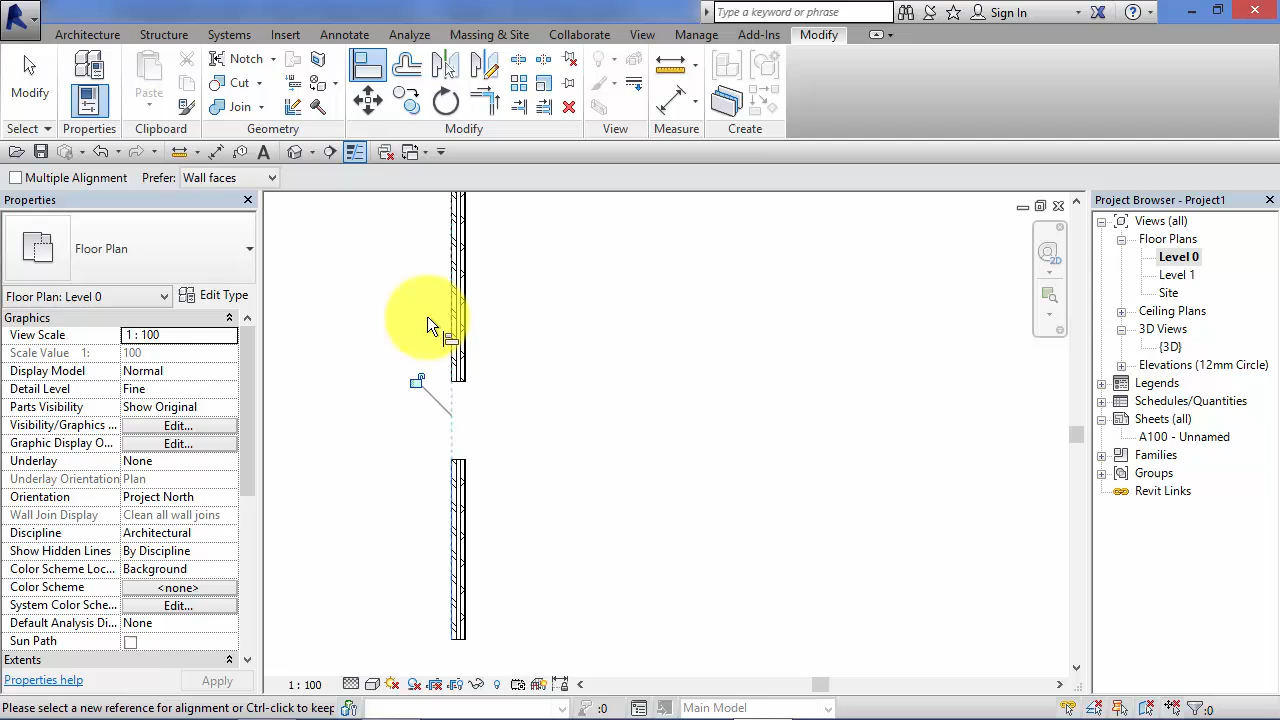 Type a keyword or phrase
Sign In
Architecture Structure Systems Insert Annotate Analyze Massing & Site Collaborate View Manage Add-Ins Modify
Modify
Paste
Notch
Cut
Join
Select Properties Clipboard Geometry Modify View Measure Create
Multiple Alignment Prefer: Wall faces
Properties
Floor Plan
Floor Plan: Level 0 Edit Type
Graphics
View Scale 1 : 100
Scale Value 1: 100
Display Model Normal
Detail Level Fine
Parts Visibility Show Original
Visibility/Graphics ... Edit...
Graphic Display O... Edit...
Underlay None
Underlay Orientation Plan
Orientation Project North
Wall Join Display Clean all wall joins
Discipline Architectural
Show Hidden Lines By Discipline
Color Scheme Loc... Background
Color Scheme <none>
System Color Sche... Edit...
Default Analysis Di... None
Sun Path
Extents
Properties help Apply
2D
Project Browser - Project1
Views (all)
Floor Plans
Level 0
Level 1
Site
Ceiling Plans
3D Views
{3D}
Elevations (12mm Circle)
Legends
Schedules/Quantities
Sheets (all)
A100 - Unnamed
Families
Groups
Revit Links
1 : 100
Please select a new reference for alignment or Ctrl-click to keep
:0
Main Model
:0